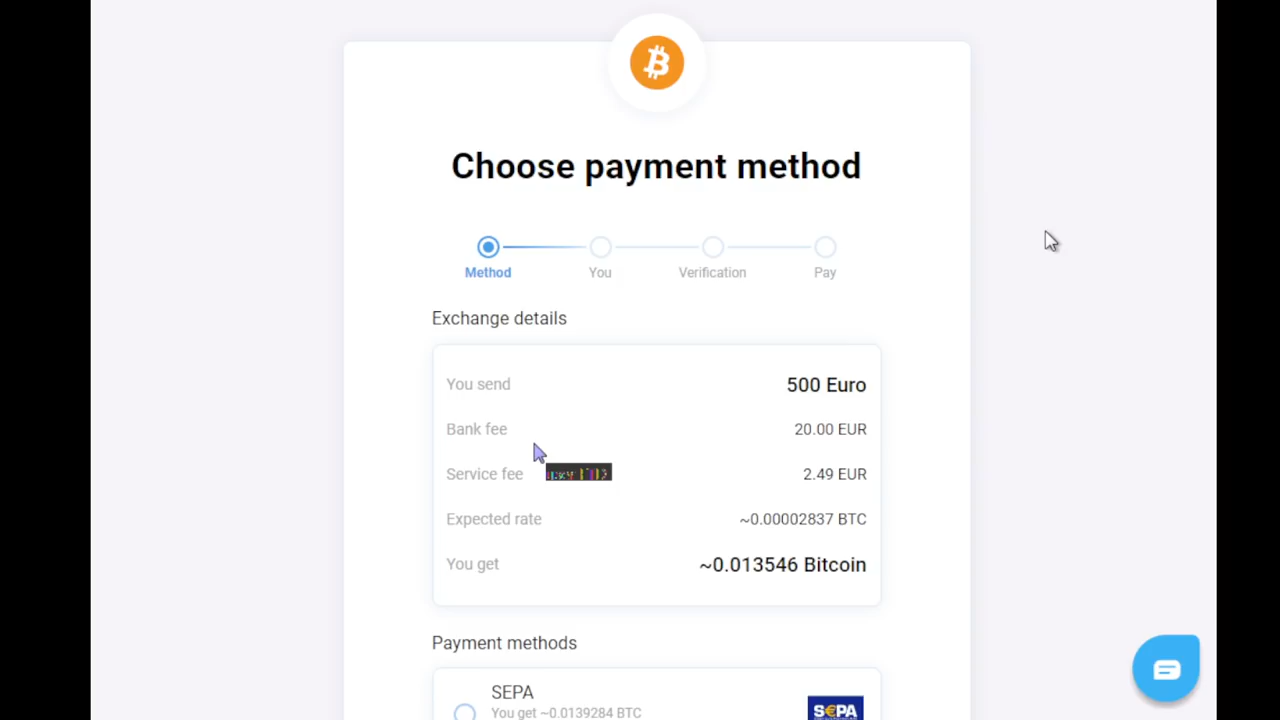 Choose payment method
Method You Verification Pay
Exchange details
You send 500 Euro
Bank fee 20.00 EUR
Service fee 2.49 EUR
Expected rate ~0.00002837 BTC
You get ~0.013546 Bitcoin
Payment methods
SEPA
You get ~0.0139284 BTC
S€PA